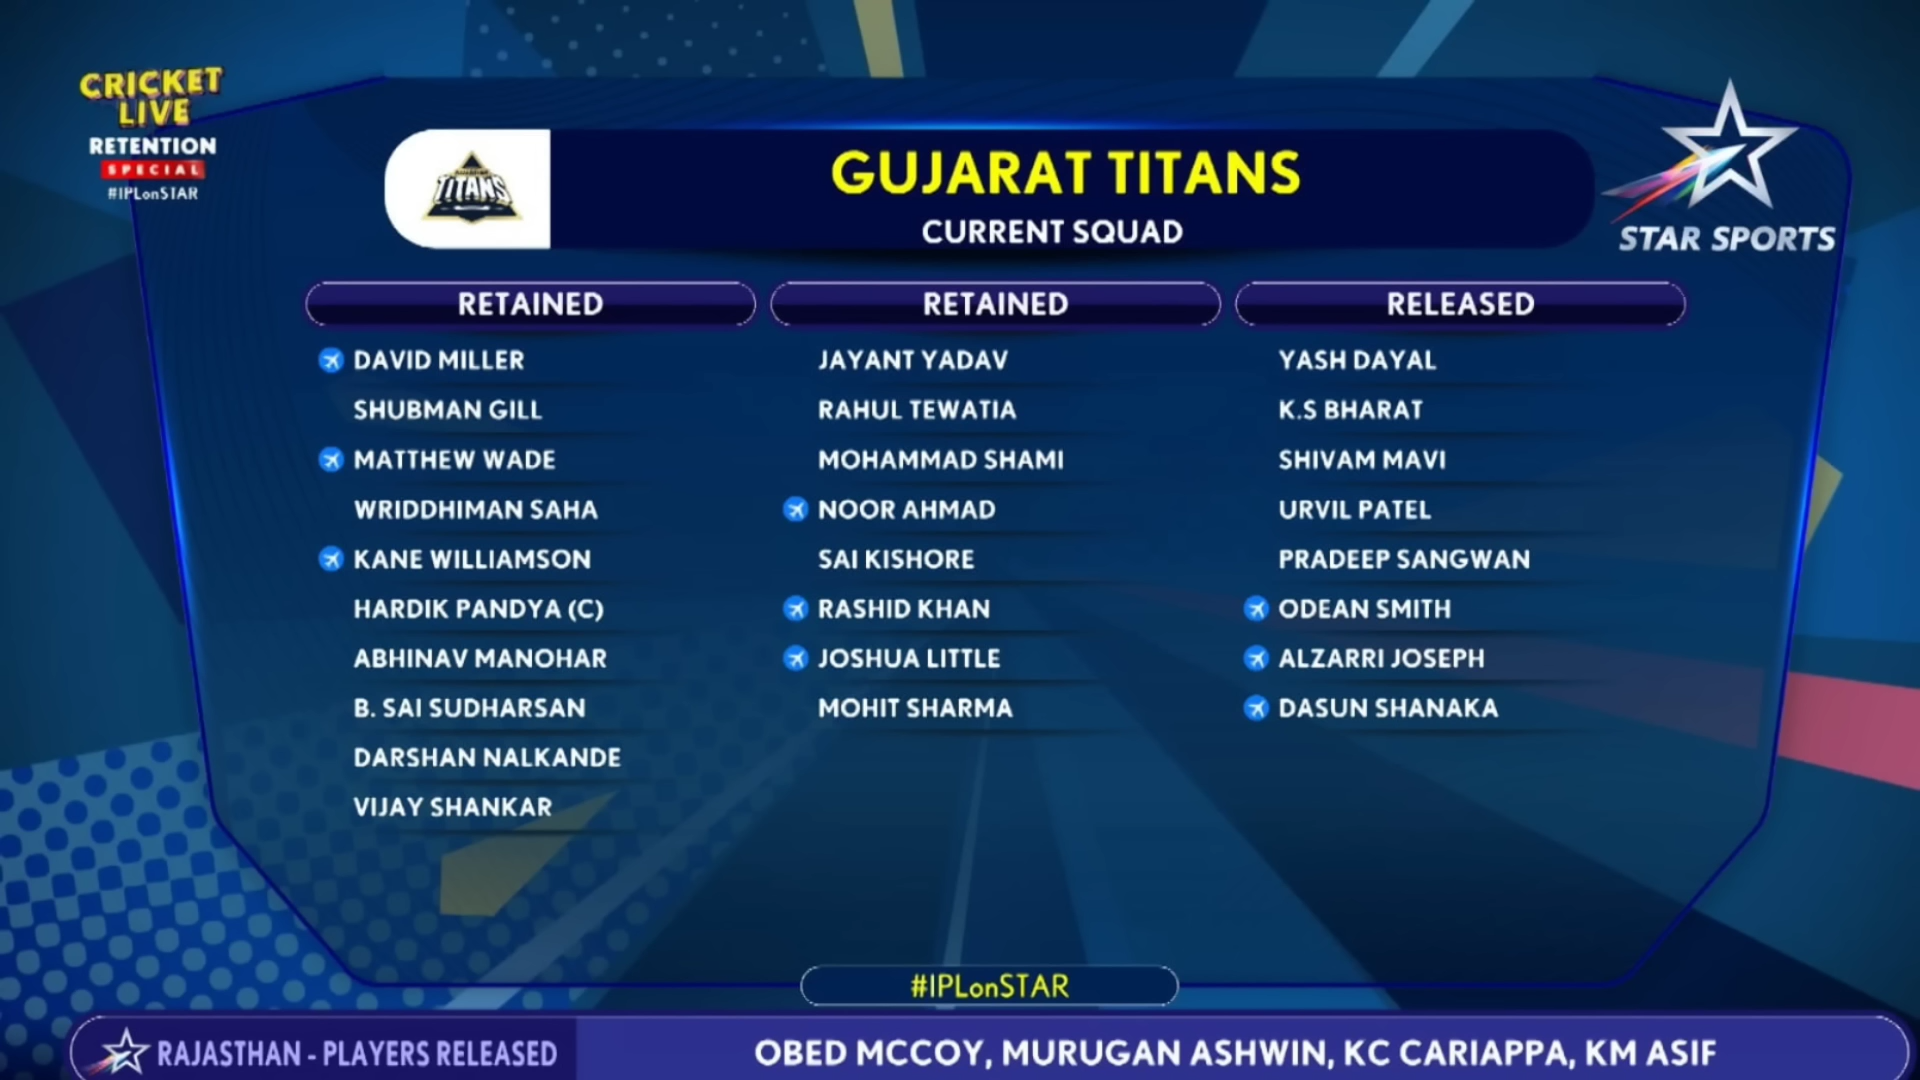 CRICKET
LIVE
RETENTION
SPECIAL
#IPLonSTAR
TITANS
GUJARAT TITANS
CURRENT SQUAD
STAR SPORTS
RETAINED
DAVID MILLER
SHUBMAN GILL
MATTHEW WADE
WRIDDHIMAN SAHA
KANE WILLIAMSON
HARDIK PANDYA (C)
ABHINAV MANOHAR
B. SAI SUDHARSAN
DARSHAN NALKANDE
VIJAY SHANKAR
RETAINED
JAYANT YADAV
RAHUL TEWATIA
MOHAMMAD SHAMI
NOOR AHMAD
SAI KISHORE
RASHID KHAN
JOSHUA LITTLE
MOHIT SHARMA
RELEASED
YASH DAYAL
K.S BHARAT
SHIVAM MAVI
URVIL PATEL
PRADEEP SANGWAN
ODEAN SMITH
ALZARRI JOSEPH
DASUN SHANAKA
#IPLonSTAR
RAJASTHAN - PLAYERS RELEASED
OBED MCCOY, MURUGAN ASHWIN, KC CARIAPPA, KM ASIF